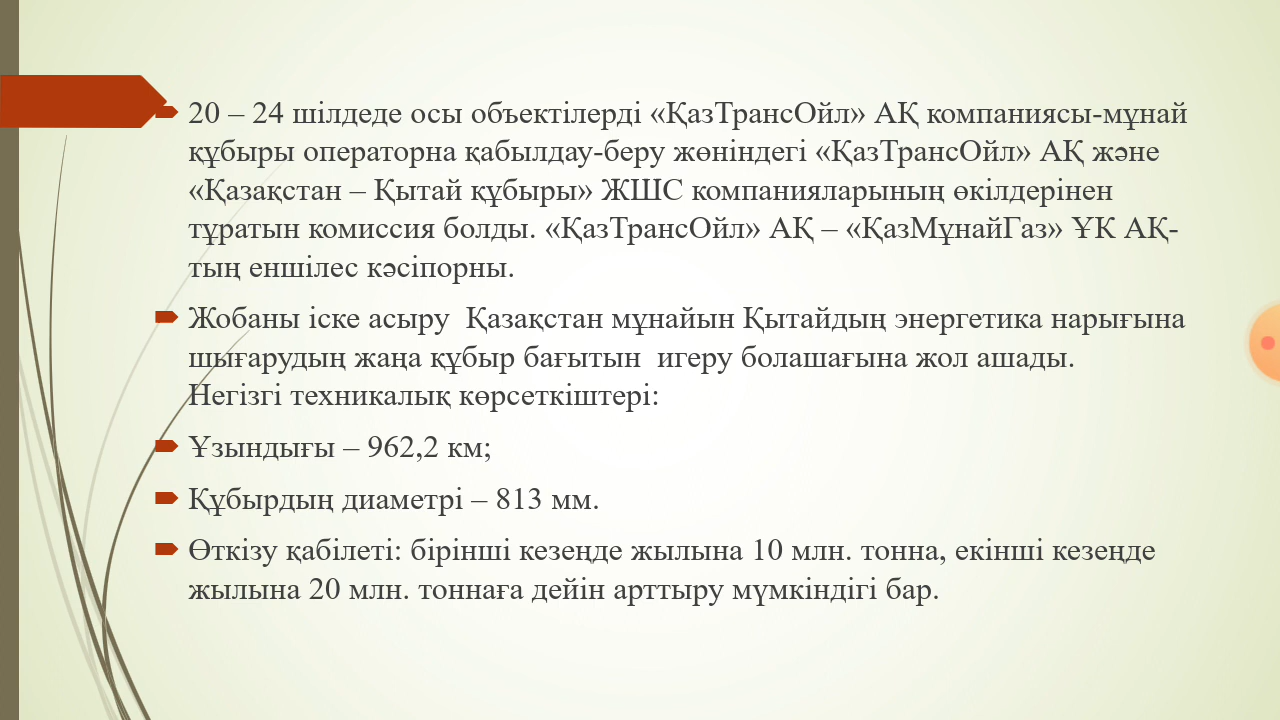 20 – 24 шілдеде осы объектілерді «ҚазТрансОйл» АҚ компаниясы-мұнай
құбыры операторна қабылдау-беру жөніндегі «ҚазТрансОйл» АҚ және
«Қазақстан – Қытай құбыры» ЖШС компанияларының өкілдерінен
тұратын комиссия болды. «ҚазТрансОйл» АҚ – «ҚазМұнайГаз» ҰК АҚ-
тың еншілес кәсіпорны.
Жобаны іске асыру  Қазақстан мұнайын Қытайдың энергетика нарығына
шығарудың жаңа құбыр бағытын  игеру болашағына жол ашады.
Негізгі техникалық көрсеткіштері:
Ұзындығы – 962,2 км;
Құбырдың диаметрі – 813 мм.
Өткізу қабілеті: бірінші кезеңде жылына 10 млн. тонна, екінші кезеңде
жылына 20 млн. тоннаға дейін арттыру мүмкіндігі бар.